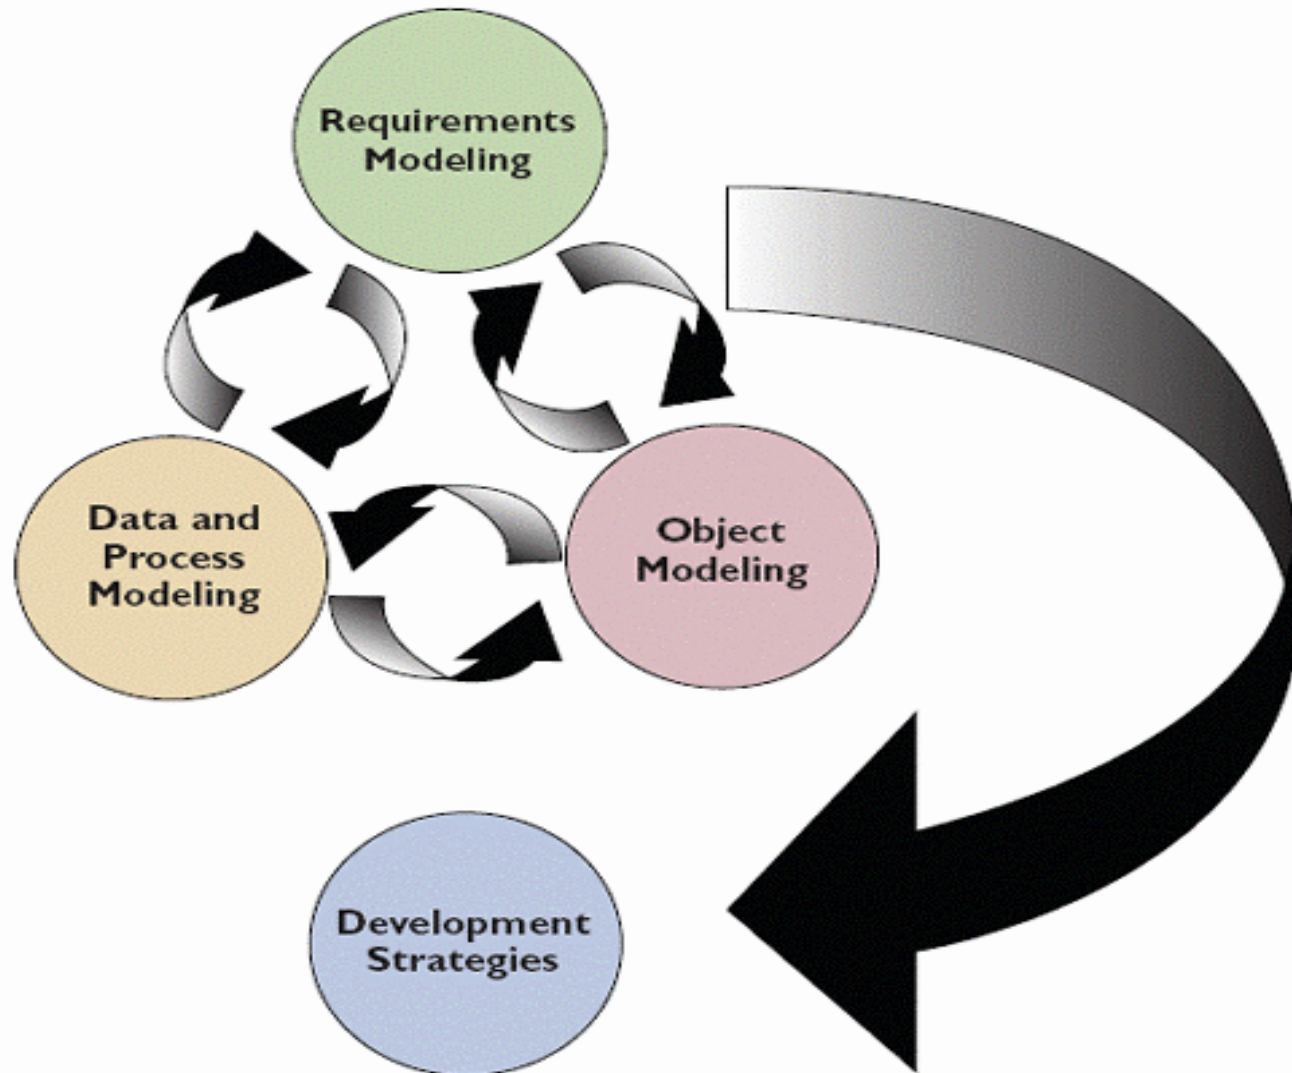 Requirements
Modeling
Data and
Process
Modeling
Object
Modeling
Development
Strategies